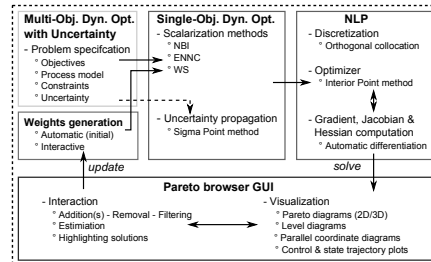 Multi-Obj. Dyn. Opt.
with Uncertainty
- Problem specifcation
° Objectives
° Process model
° Constraints
° Uncertainty
Weights generation
° Automatic (initial)
° Interactive
Single-Obj. Dyn. Opt.
- Scalarization methods
° NBI
° ENNC
° WS
- Uncertainty propagation
° Sigma Point method
NLP
- Discretization
° Orthogonal collocation
- Optimizer
° Interior Point method
- Gradient, Jacobian &
Hessian computation
° Automatic differentiation
update
solve
Pareto browser GUI
- Interaction
° Addition(s) - Removal - Filtering
° Estimiation
° Highlighting solutions
- Visualization
° Pareto diagrams (2D/3D)
° Level diagrams
° Parallel coordinate diagrams
° Control & state trajectory plots